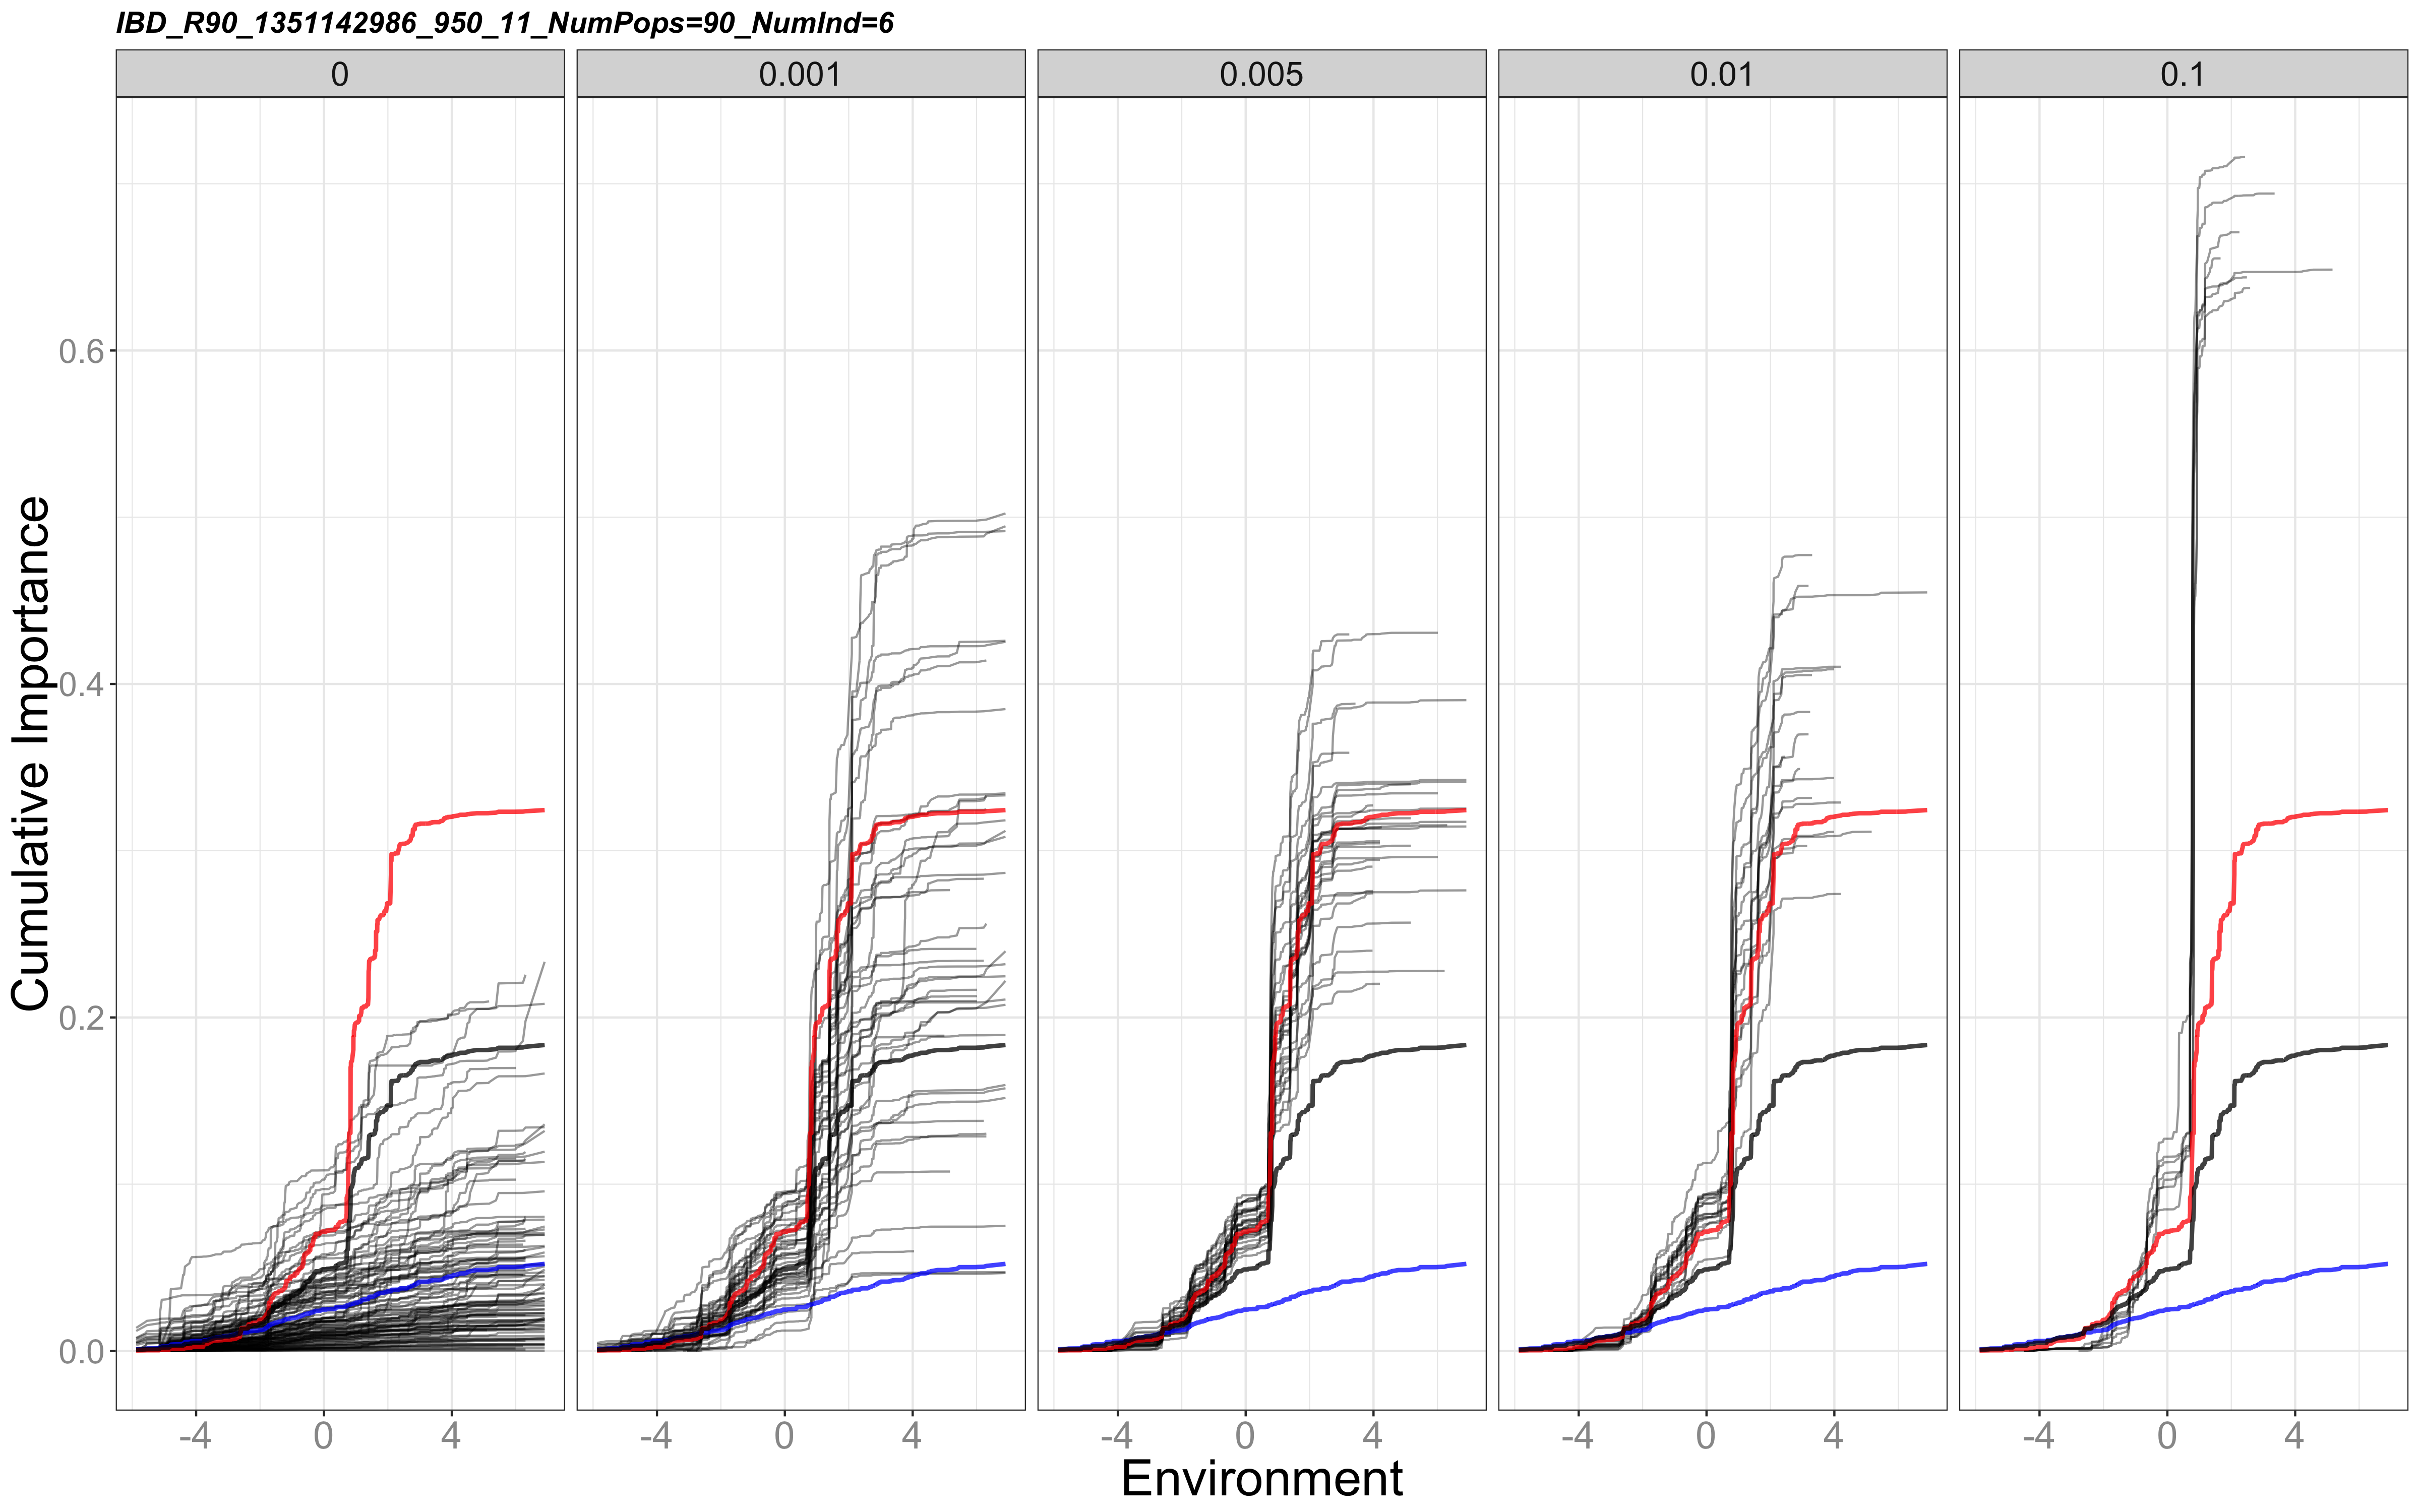 IBD_R90_1351142986_950_11_NumPops=90_NumInd=6
0 0.001 0.005 0.01 0.1
Cumulative Importance
0.6
0.4
0.2
0.0
-4 0 4 -4 0 4 -4 0 4 -4 0 4 -4 0 4
Environment